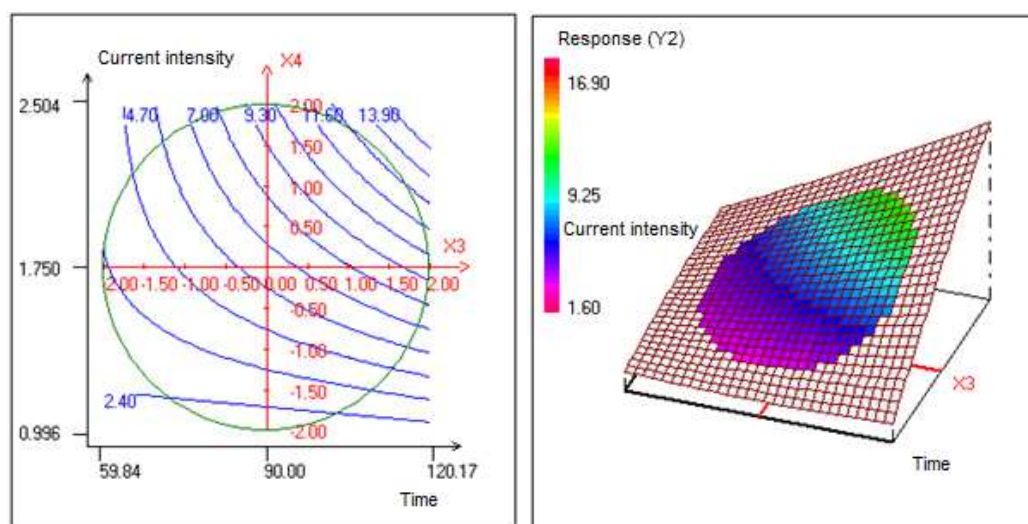 Current intensity
X4
2.504
4.70 7.00 9.30 11.60 13.90
2.00
1.50
1.00
0.50
X3
1.750
2.00 -1.50 -1.00 -0.50 0.00 0.50 1.00 1.50 2.00
-0.50
-1.00
-1.50
2.40
-2.00
0.996
59.84 90.00 120.17
Time
Response (Y2)
16.90
9.25
Current intensity
1.60
X3
Time